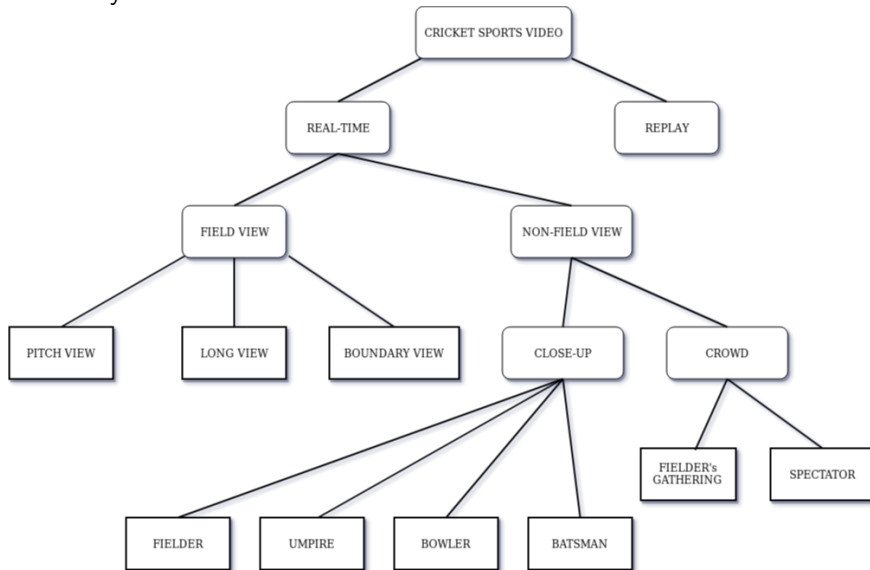 CRICKET SPORTS VIDEO
REAL-TIME
REPLAY
FIELD VIEW
NON-FIELD VIEW
PITCH VIEW
LONG VIEW
BOUNDARY VIEW
CLOSE-UP
CROWD
FIELDER's
GATHERING
SPECTATOR
FIELDER
UMPIRE
BOWLER
BATSMAN